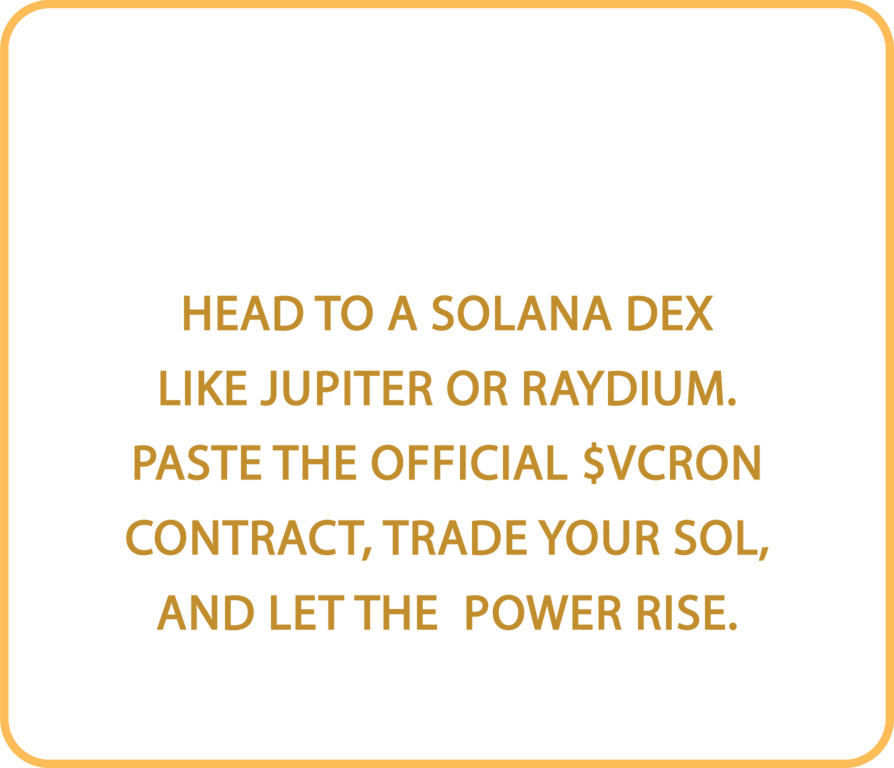 HEAD TO A SOLANA DEX
LIKE JUPITER OR RAYDIUM.
PASTE THE OFFICIAL $VCRON
CONTRACT, TRADE YOUR SOL,
AND LET THE  POWER RISE.